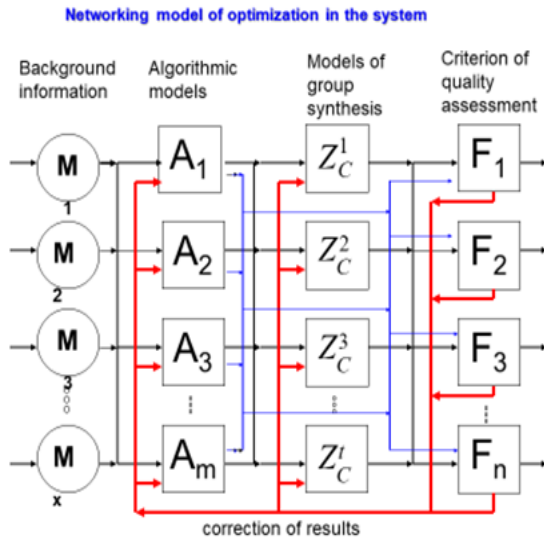 Networking model of optimization in the system
Background information
Algorithmic models
Models of group synthesis
Criterion of quality assessment
M
1
A1
Z_C^1
F1
M
2
A2
Z_C^2
F2
M
3
A3
Z_C^3
F3
M
x
Am
Z_C^t
Fn
correction of results